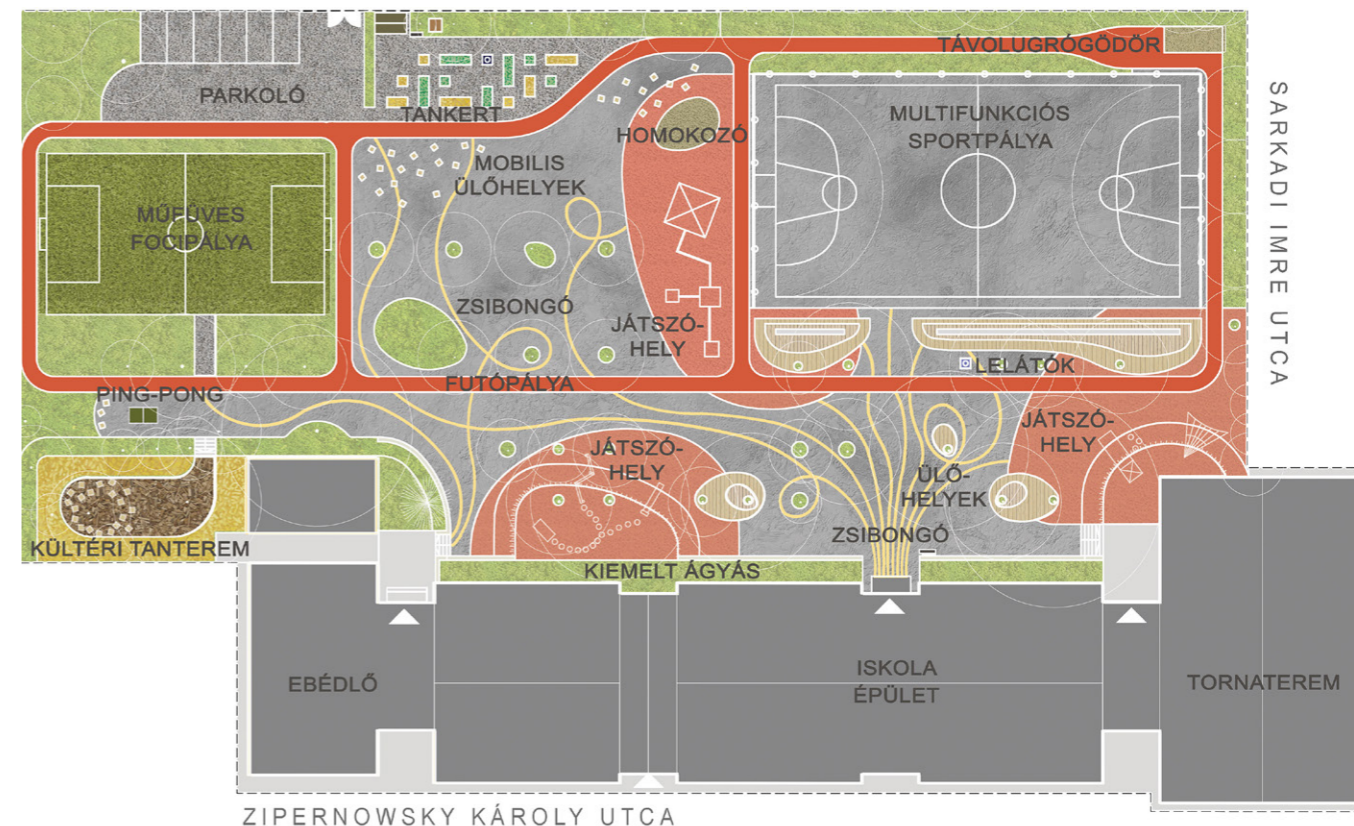 TÁVOLUGRÓGÖDÖR
PARKOLÓ
TANKERT
MULTIFUNKCIÓS
SPORTPÁLYA
HOMOKOZÓ
MOBILIS
ÜLŐHELYEK
MŰFÜVES
FOCIPÁLYA
SARKADI IMRE UTCA
ZSIBONGÓ
JÁTSZÓ-
HELY
LELÁTÓK
FUTÓPÁLYA
PING-PONG
JÁTSZÓ-
HELY
JÁTSZÓ-
HELY
ÜLŐ-
HELYEK
ZSIBONGÓ
KÜLTÉRI TANTEREM
KIEMELT ÁGYÁS
EBÉDLŐ
ISKOLA
ÉPÜLET
TORNATEREM
ZIPERNOWSKY KÁROLY UTCA